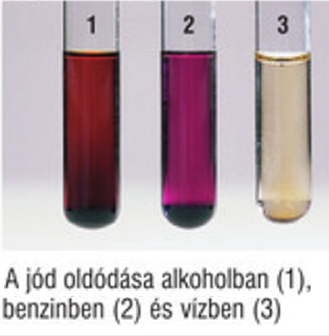 1 2 3
A jód oldódása alkoholban (1),
benzinben (2) és vízben (3)